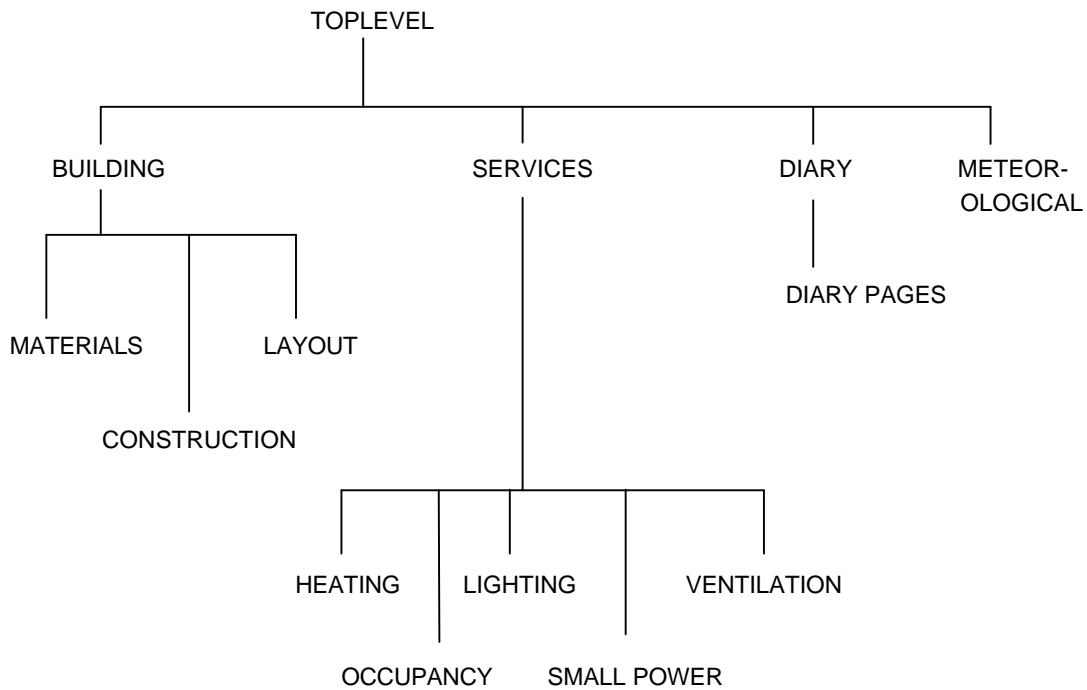 TOPLEVEL
BUILDING
SERVICES
DIARY
METEOR-
OLOGICAL
DIARY PAGES
MATERIALS
LAYOUT
CONSTRUCTION
HEATING
LIGHTING
VENTILATION
OCCUPANCY
SMALL POWER